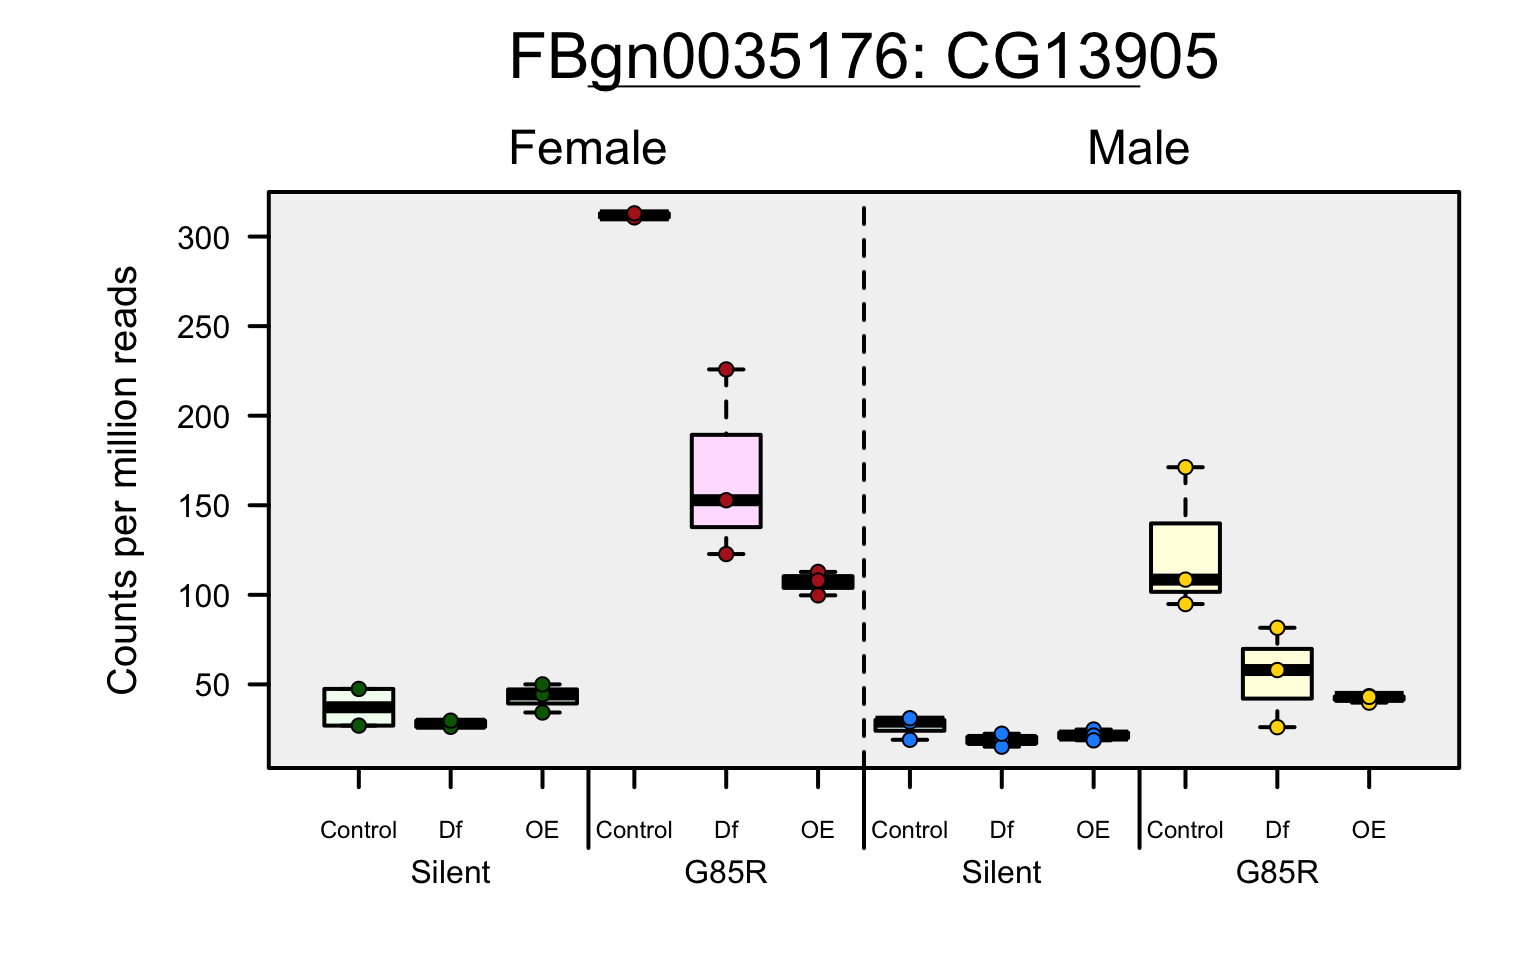 FBgn0035176: CG13905
Female Male
Counts per million reads
300
250
200
150
100
50
Control Df OE Control Df OE Control Df OE Control Df OE
Silent G85R Silent G85R